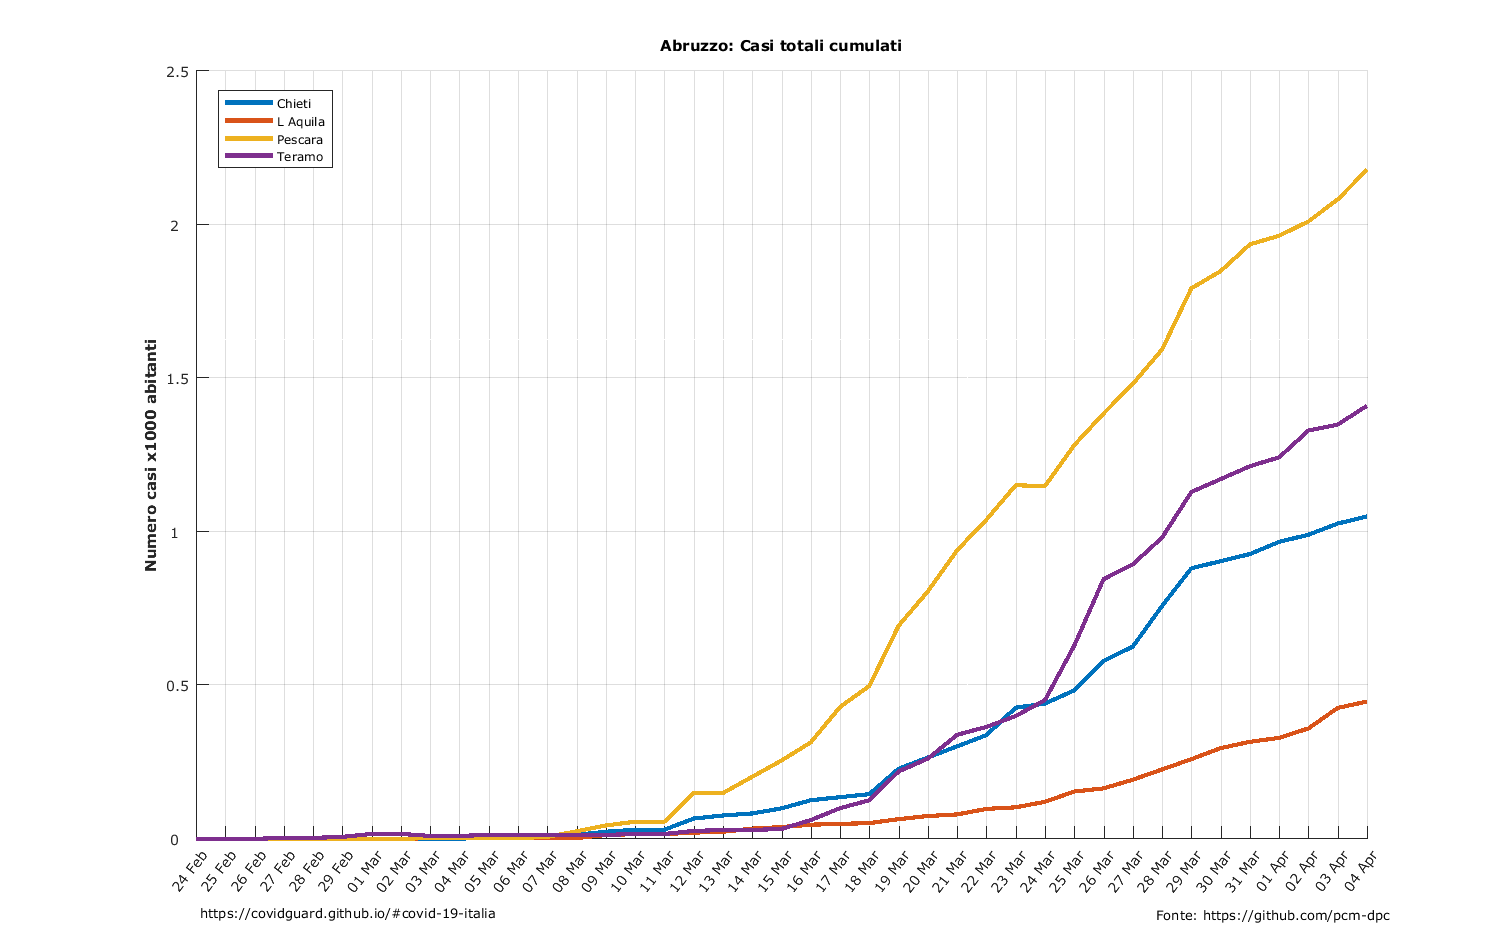 Abruzzo: Casi totali cumulati
Numero casi x1000 abitanti
2.5
2
1.5
1
0.5
0
Chieti
L Aquila
Pescara
Teramo
24 Feb
25 Feb
26 Feb
27 Feb
28 Feb
29 Feb
01 Mar
02 Mar
03 Mar
04 Mar
05 Mar
06 Mar
07 Mar
08 Mar
09 Mar
10 Mar
11 Mar
12 Mar
13 Mar
14 Mar
15 Mar
16 Mar
17 Mar
18 Mar
19 Mar
20 Mar
21 Mar
22 Mar
23 Mar
24 Mar
25 Mar
26 Mar
27 Mar
28 Mar
29 Mar
30 Mar
31 Mar
01 Apr
02 Apr
03 Apr
04 Apr
https://covidguard.github.io/#covid-19-italia
Fonte: https://github.com/pcm-dpc